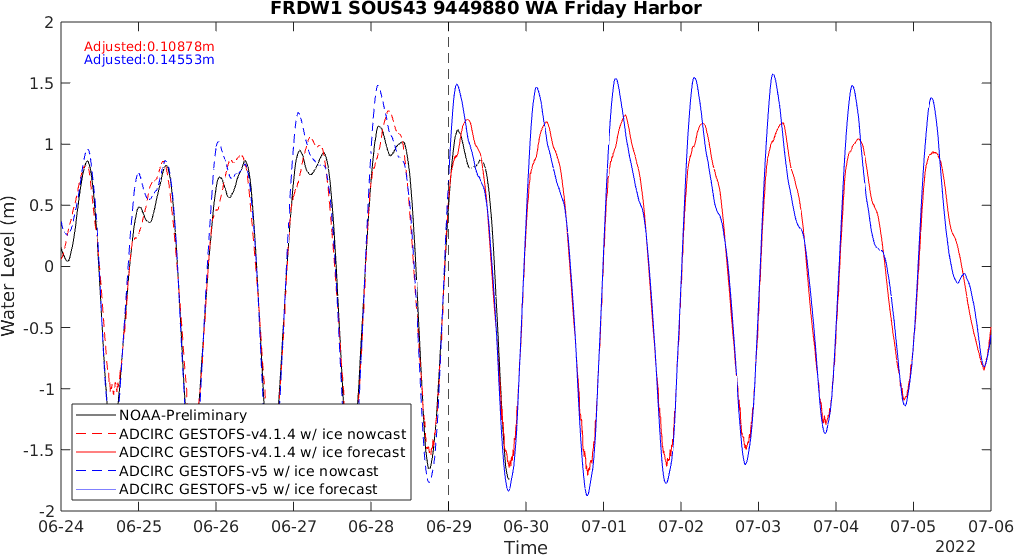 FRDW1 SOUS43 9449880 WA Friday Harbor
Adjusted:0.10878m
Adjusted:0.14553m
Water Level (m)
2
1.5
1
0.5
0
-0.5
-1
-1.5
-2
NOAA-Preliminary
ADCIRC GESTOFS-v4.1.4 w/ ice nowcast
ADCIRC GESTOFS-v4.1.4 w/ ice forecast
ADCIRC GESTOFS-v5 w/ ice nowcast
ADCIRC GESTOFS-v5 w/ ice forecast
06-24 06-25 06-26 06-27 06-28 06-29 06-30 07-01 07-02 07-03 07-04 07-05 07-06
Time
2022